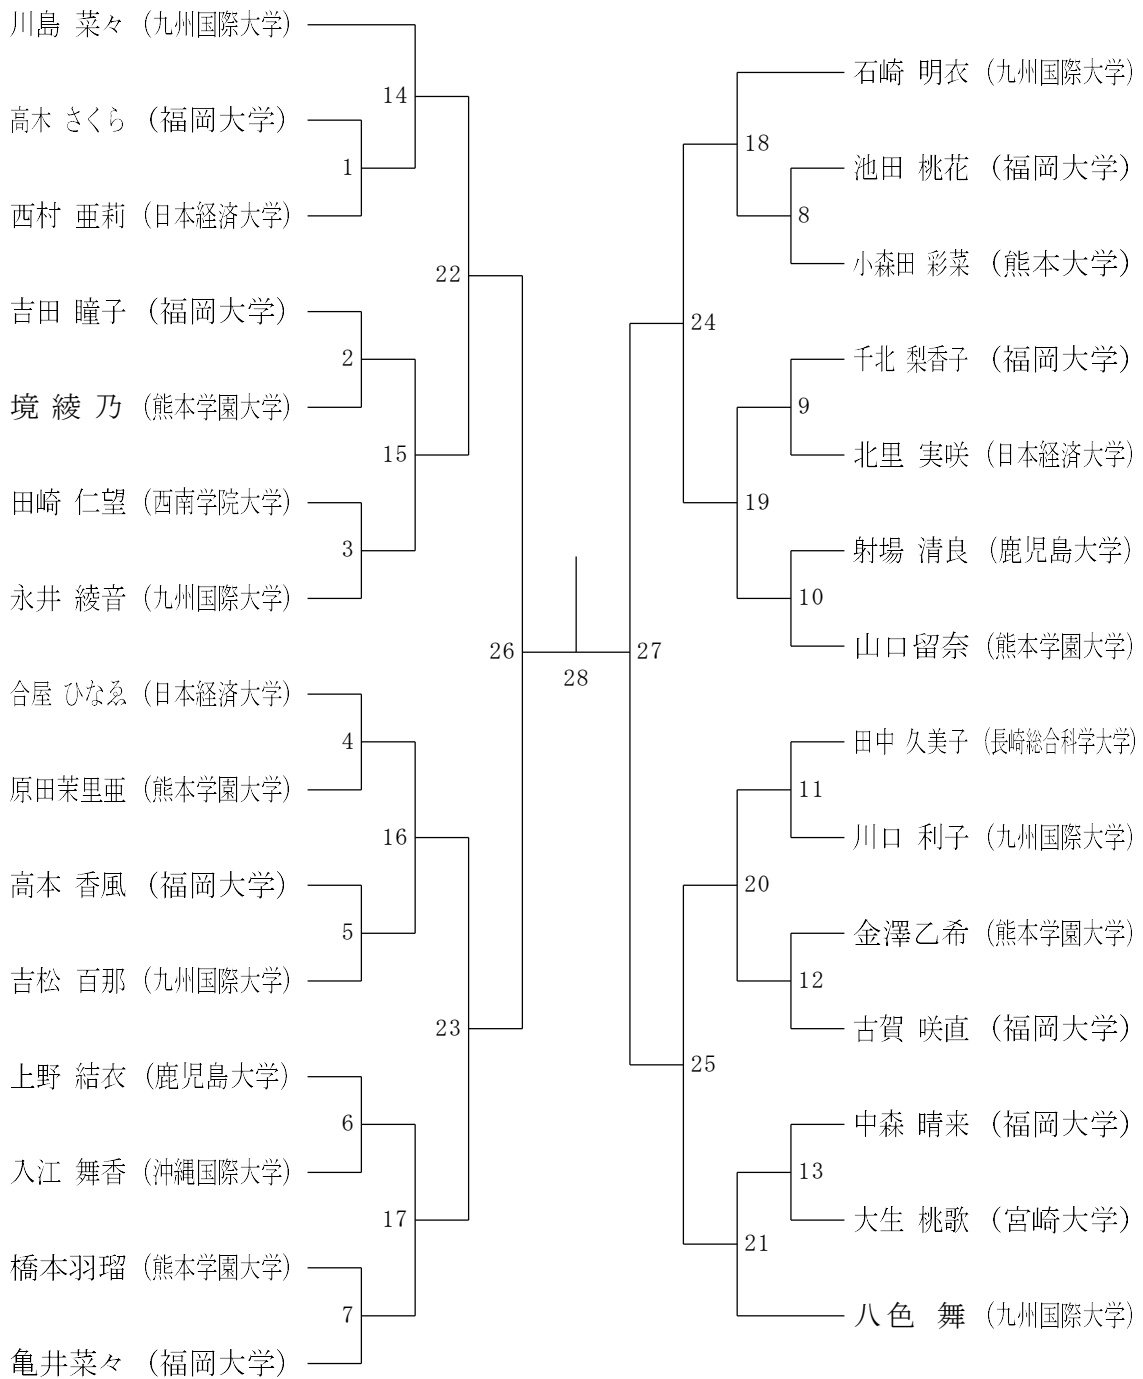 川島 菜々 (九州国際大学)
14
高木 さくら (福岡大学)
1
西村 亜莉 (日本経済大学)
22
吉田 瞳子 (福岡大学)
2
境 綾 乃 (熊本学園大学)
15
田崎 仁望 (西南学院大学)
3
永井 綾音 (九州国際大学)
26
合屋 ひなゑ (日本経済大学)
4
原田茉里亜 (熊本学園大学)
16
高本 香風 (福岡大学)
5
吉松 百那 (九州国際大学)
23
上野 結衣 (鹿児島大学)
6
入江 舞香 (沖縄国際大学)
17
橋本羽瑠 (熊本学園大学)
7
亀井菜々 (福岡大学)
28
石崎 明衣 (九州国際大学)
18
池田 桃花 (福岡大学)
8
小森田 彩菜 (熊本大学)
24
千北 梨香子 (福岡大学)
9
北里 実咲 (日本経済大学)
19
射場 清良 (鹿児島大学)
10
山口留奈 (熊本学園大学)
27
田中 久美子 (長崎総合科学大学)
11
川口 利子 (九州国際大学)
20
金澤乙希 (熊本学園大学)
12
古賀 咲直 (福岡大学)
25
中森 晴来 (福岡大学)
13
大生 桃歌 (宮崎大学)
21
八色 舞 (九州国際大学)